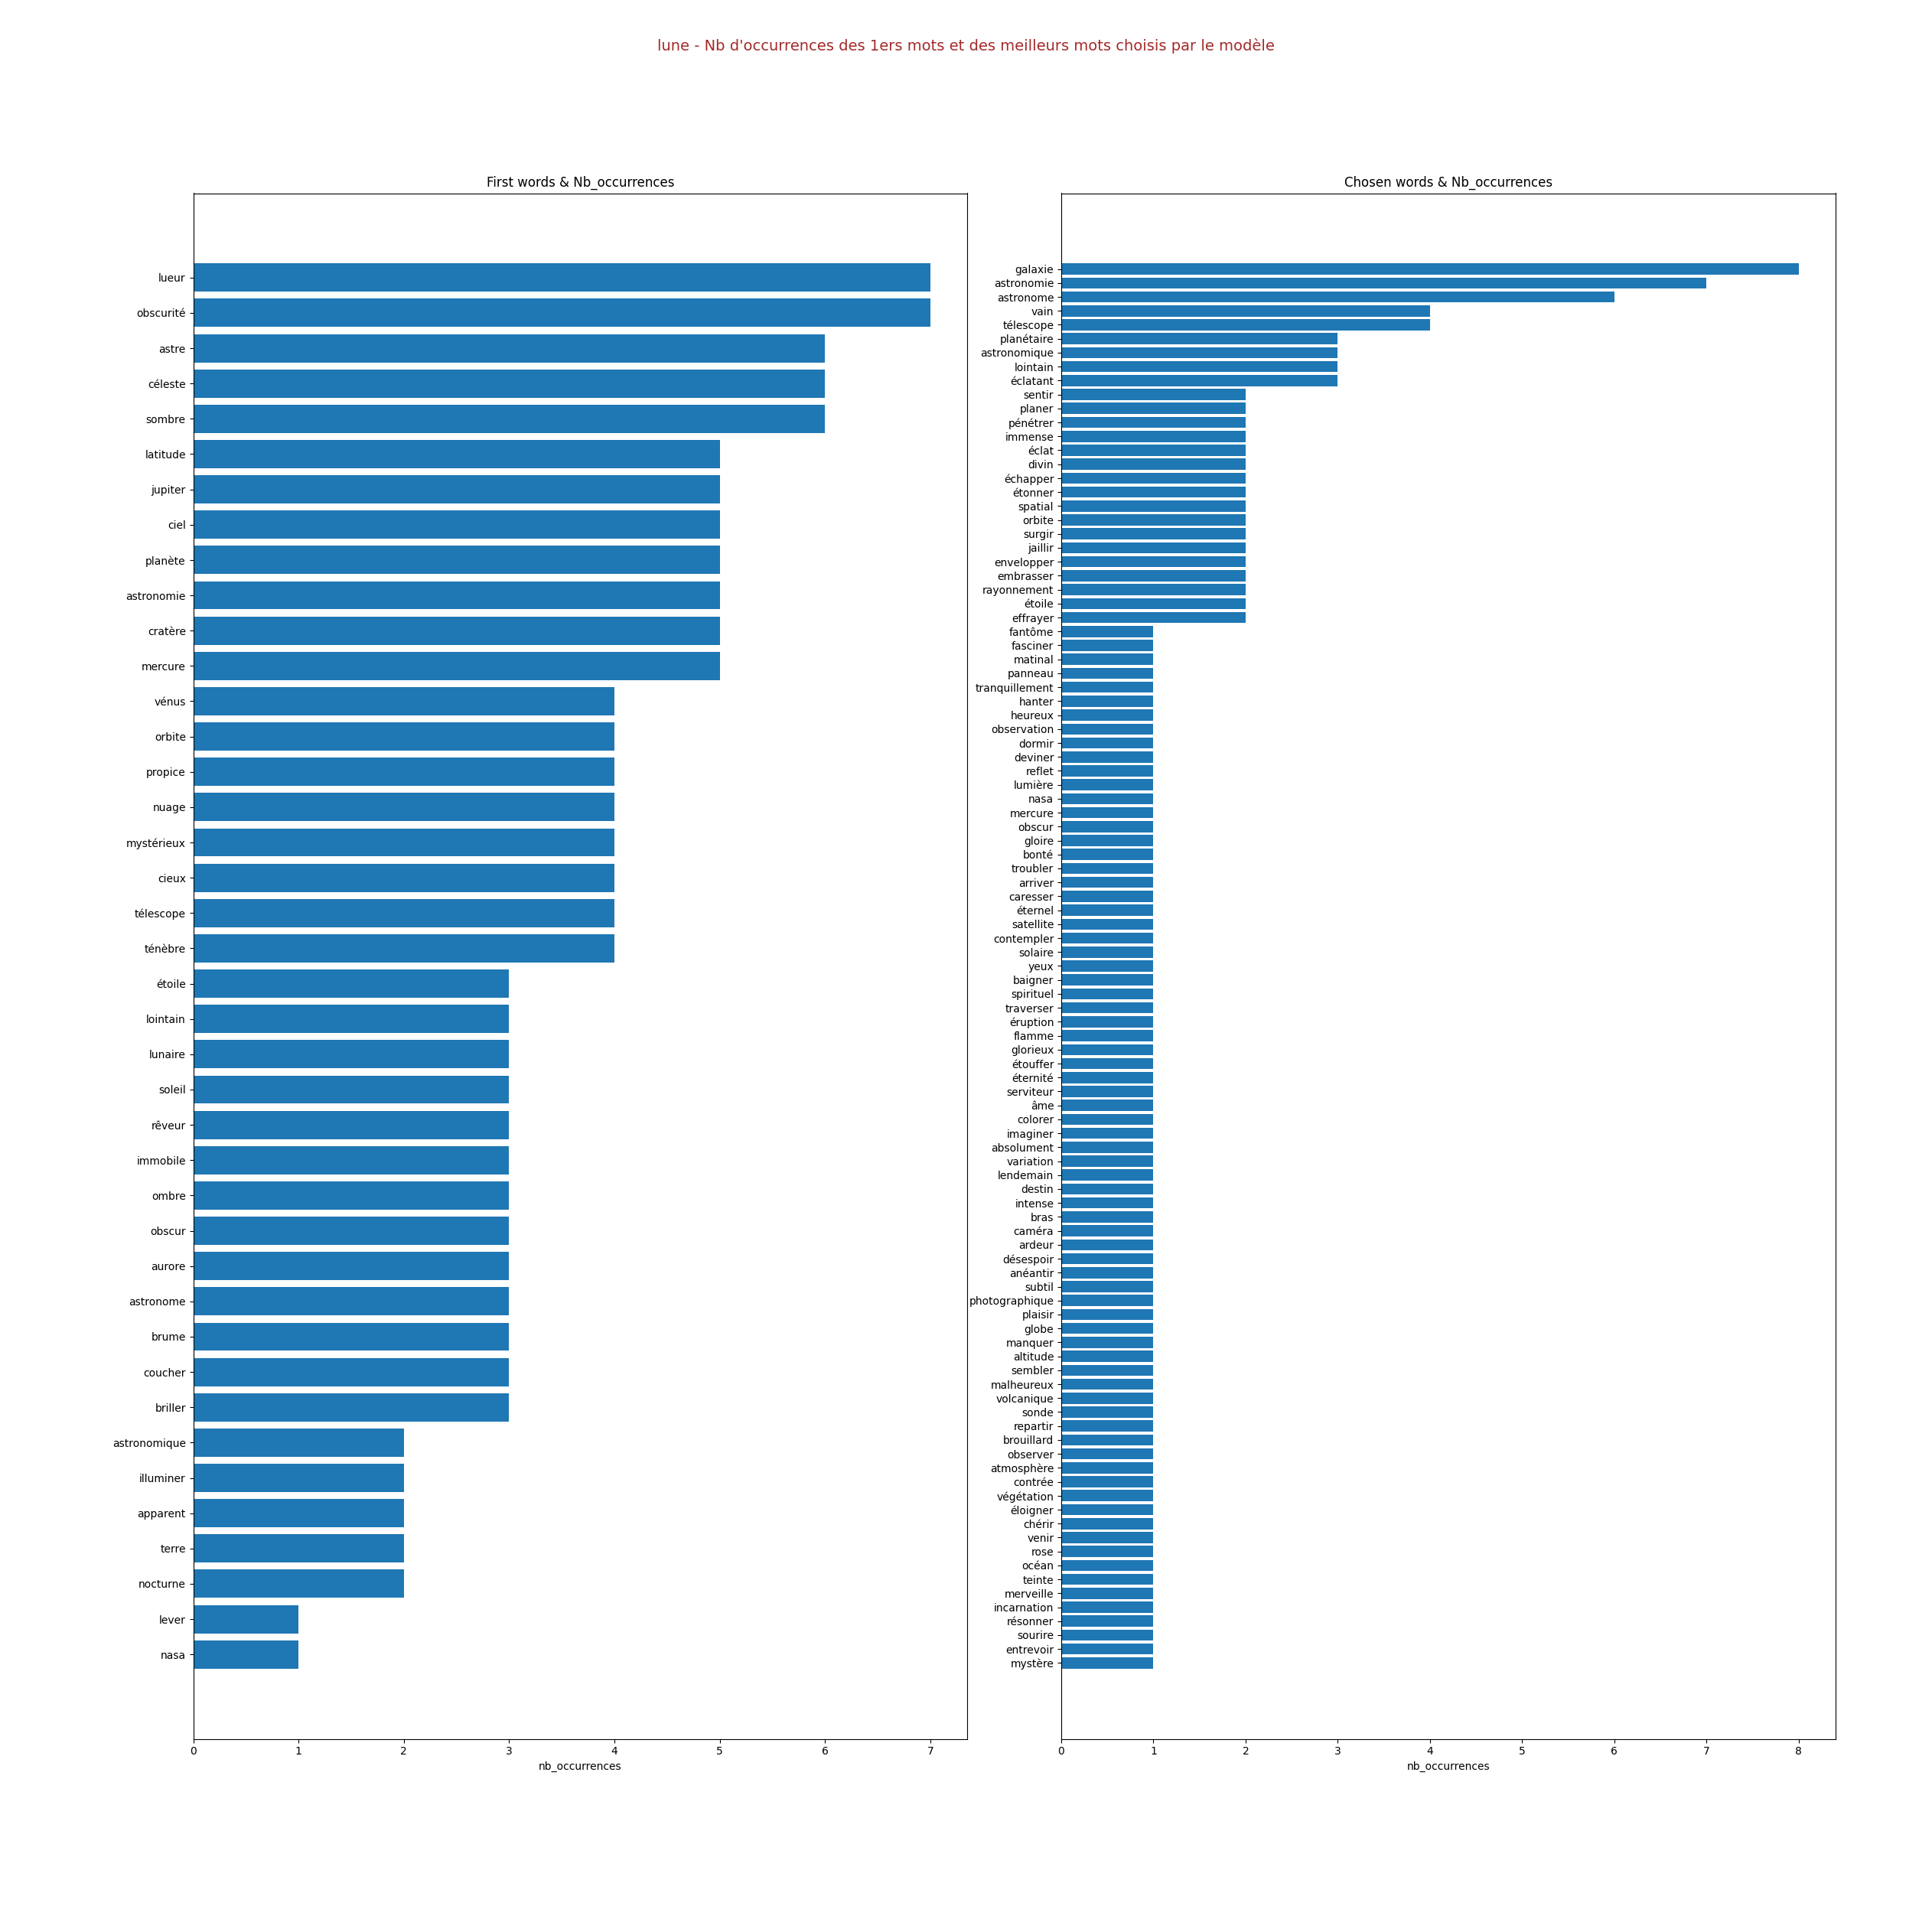 lune - Nb d'occurrences des 1ers mots et des meilleurs mots choisis par le modèle
First words & Nb_occurrences
lueur
obscurité
astre
céleste
sombre
latitude
jupiter
ciel
planète
astronomie
cratère
mercure
vénus
orbite
propice
nuage
mystérieux
cieux
télescope
ténèbre
étoile
lointain
lunaire
soleil
rêveur
immobile
ombre
obscur
aurore
astronome
brume
coucher
briller
astronomique
illuminer
apparent
terre
nocturne
lever
nasa
0 1 2 3 4 5 6 7
nb_occurrences
Chosen words & Nb_occurrences
galaxie
astronomie
astronome
vain
télescope
planétaire
astronomique
lointain
éclatant
sentir
planer
pénétrer
immense
éclat
divin
échapper
étonner
spatial
orbite
surgir
jaillir
envelopper
embrasser
rayonnement
étoile
effrayer
fantôme
fasciner
matinal
panneau
tranquillement
hanter
heureux
observation
dormir
deviner
reflet
lumière
nasa
mercure
obscur
gloire
bonté
troubler
arriver
caresser
éternel
satellite
contempler
solaire
yeux
baigner
spirituel
traverser
éruption
flamme
glorieux
étouffer
éternité
serviteur
âme
colorer
imaginer
absolument
variation
lendemain
destin
intense
bras
caméra
ardeur
désespoir
anéantir
subtil
photographique
plaisir
globe
manquer
altitude
sembler
malheureux
volcanique
sonde
repartir
brouillard
observer
atmosphère
contrée
végétation
éloigner
chérir
venir
rose
océan
teinte
merveille
incarnation
résonner
sourire
entrevoir
mystère
0 1 2 3 4 5 6 7 8
nb_occurrences